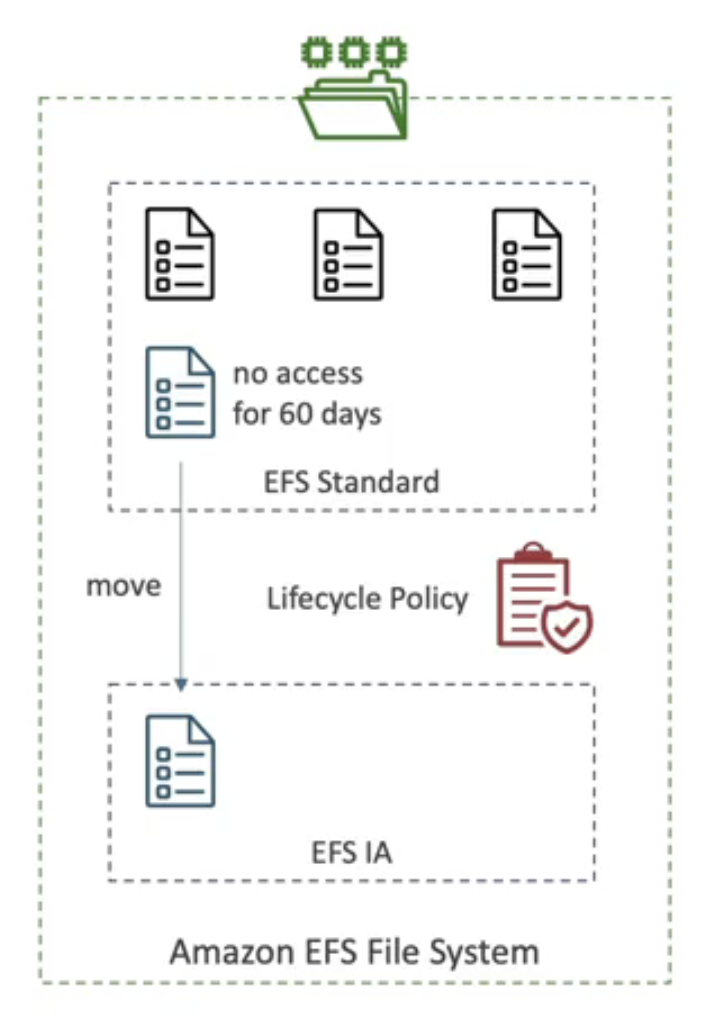 no access
for 60 days
EFS Standard
move
Lifecycle Policy
EFS IA
Amazon EFS File System